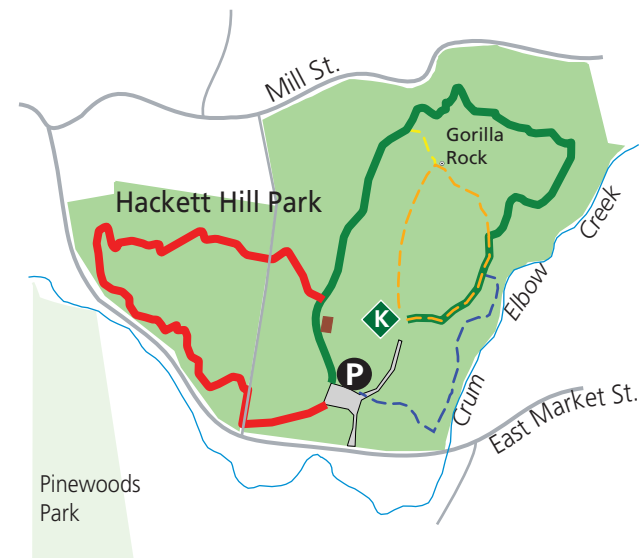 Mill St.
Gorilla
Rock
Hackett Hill Park
Creek
Elbow
Crum
K
P
East Market St.
Pinewoods
Park